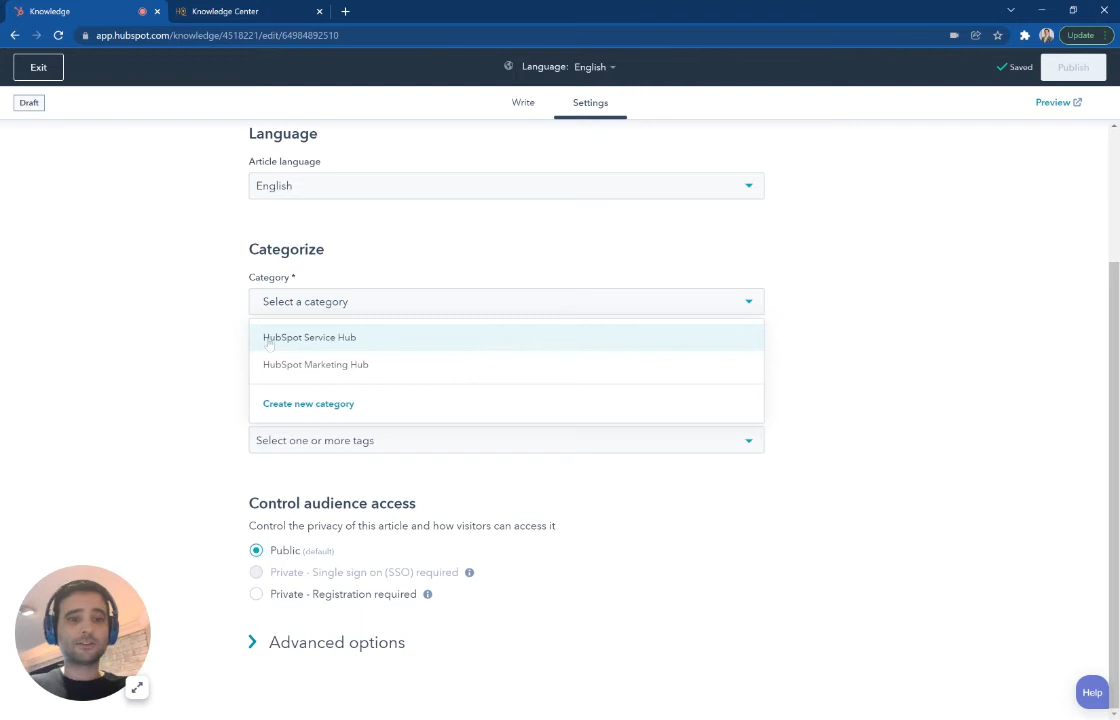 Knowledge
Knowledge Center
app.hubspot.com/knowledge/4518221/edit/64984892510
Update
Exit
Language: English
Saved
Publish
Draft
Write
Settings
Preview
Language
Article language
English
Categorize
Category *
Select a category
HubSpot Service Hub
HubSpot Marketing Hub
Create new category
Select one or more tags
Control audience access
Control the privacy of this article and how visitors can access it
Public (default)
Private - Single sign on (SSO) required
Private - Registration required
Advanced options
Help